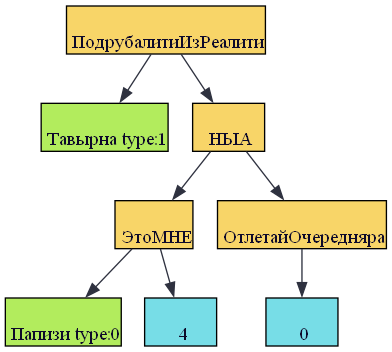 ПодрубалитиИзРеалити
Тавырна type:1
НЫА
ЭтоМНЕ
ОтлетайОчередняра
Папизи type:0
4
0